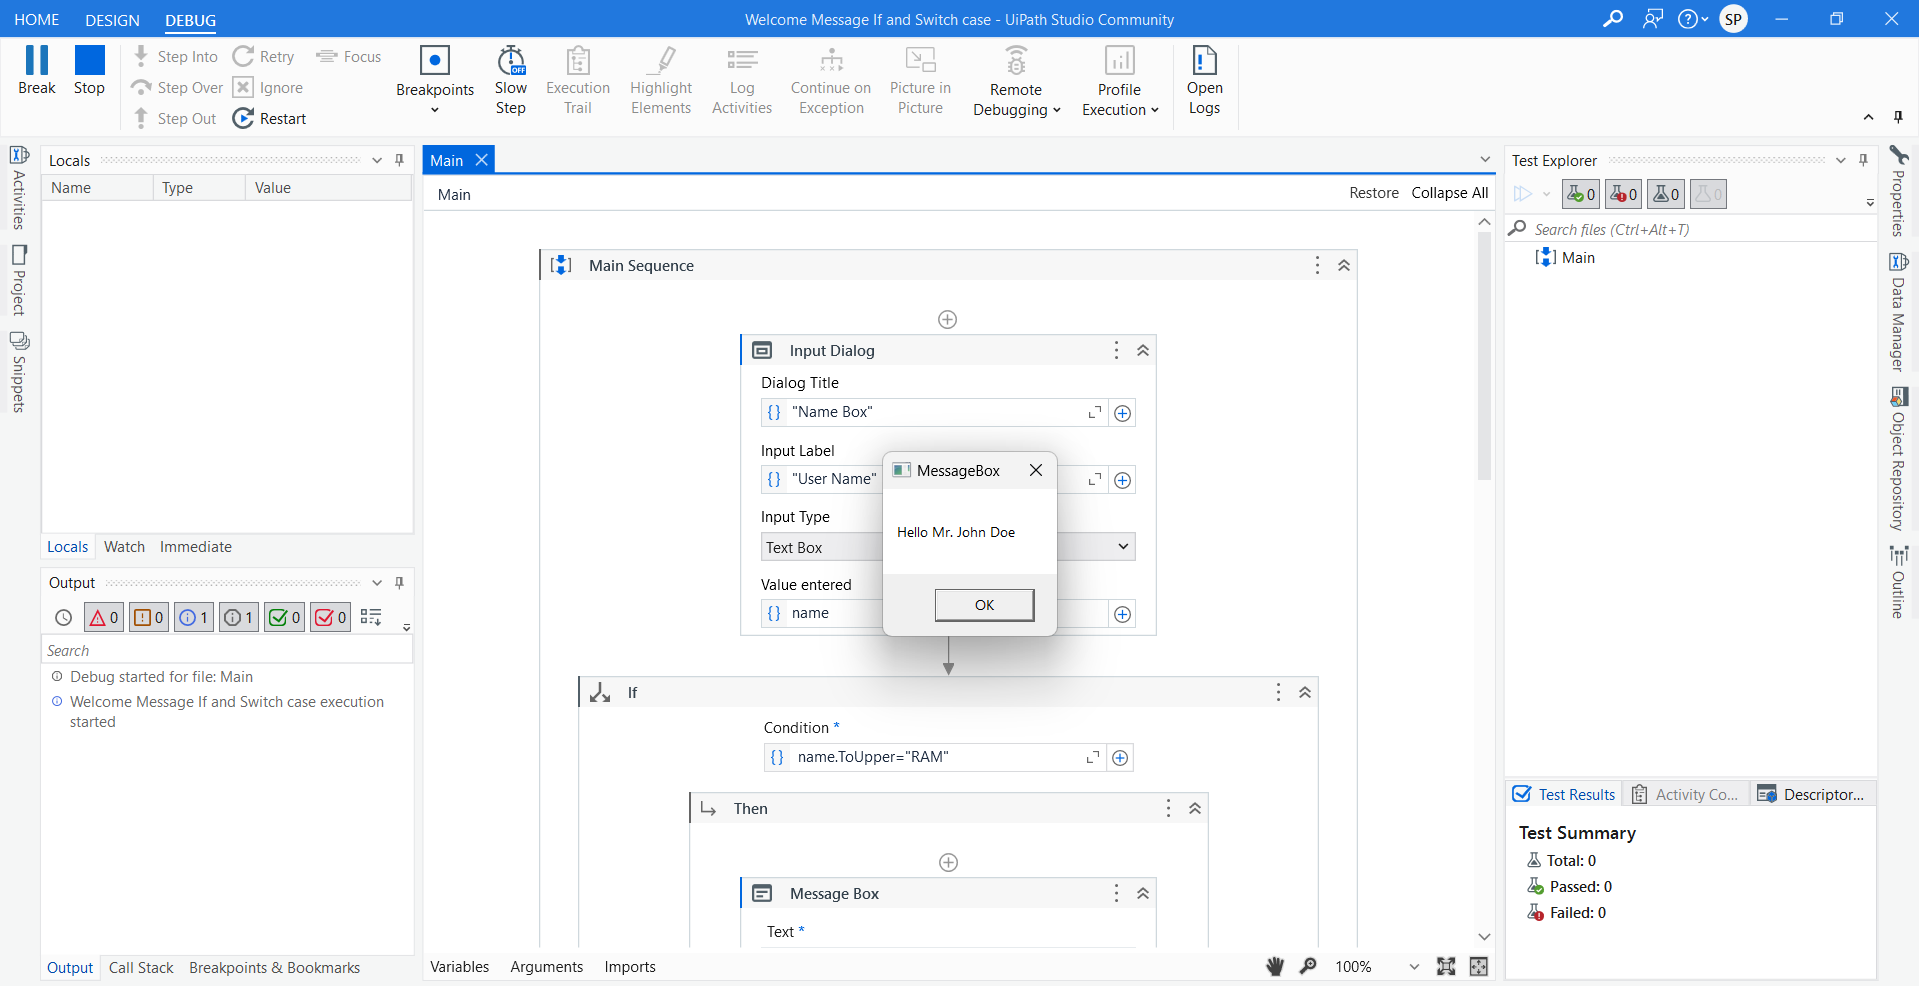 HOME DESIGN DEBUG
Welcome Message If and Switch case - UiPath Studio Community
SP
Break
Stop
Step Into
Step Over
Step Out
Retry
Ignore
Restart
Focus
Breakpoints
OFF
Slow
Step
Execution
Trail
Highlight
Elements
Log
Activities
Continue on
Exception
Picture in
Picture
Remote
Debugging
Profile
Execution
Open
Logs
Activities
Project
Snippets
Locals
Name Type Value
Locals Watch Immediate
Output
0 0 1 1 0 0
Search
Debug started for file: Main
Welcome Message If and Switch case execution
started
Output Call Stack Breakpoints & Bookmarks
Main
Main
Restore Collapse All
Main Sequence
Input Dialog
Dialog Title
{} "Name Box"
Input Label
{} "User Name"
Input Type
Text Box
Value entered
{} name
MessageBox
Hello Mr. John Doe
OK
If
Condition *
{} name.ToUpper="RAM"
Then
Message Box
Text *
Variables Arguments Imports
100%
Test Explorer
0 0 0 0
Search files (Ctrl+Alt+T)
Main
Test Results Activity Co... Descriptor...
Test Summary
Total: 0
Passed: 0
Failed: 0
Properties
Data Manager
Object Repository
Outline